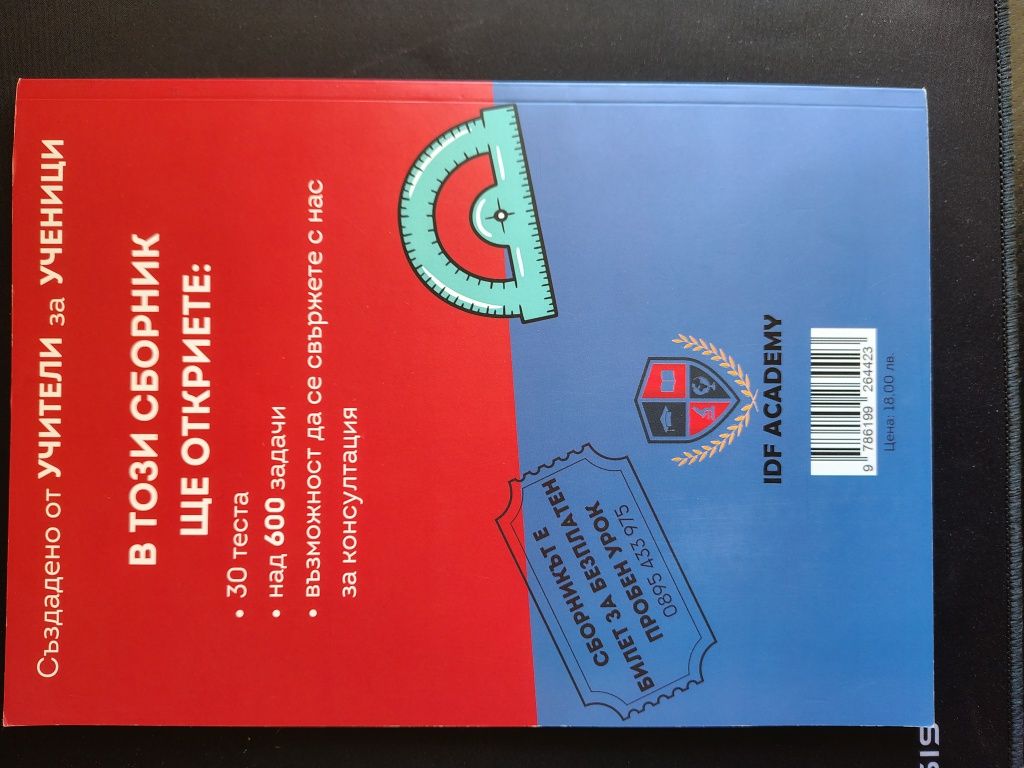 Създадено от УЧИТЕЛИ за УЧЕНИЦИ
В ТОЗИ СБОРНИК
ЩЕ ОТКРИЕТЕ:
• 30 теста
• над 600 задачи
• възможност да се свържете с нас
за консултация
СБОРНИКЪТ Е
БИЛЕТ ЗА БЕЗПЛАТЕН
ПРОБЕН УРОК
0895 433 975
IDF ACADEMY
9 786199 264423
Цена: 18.00 лв.
SIS